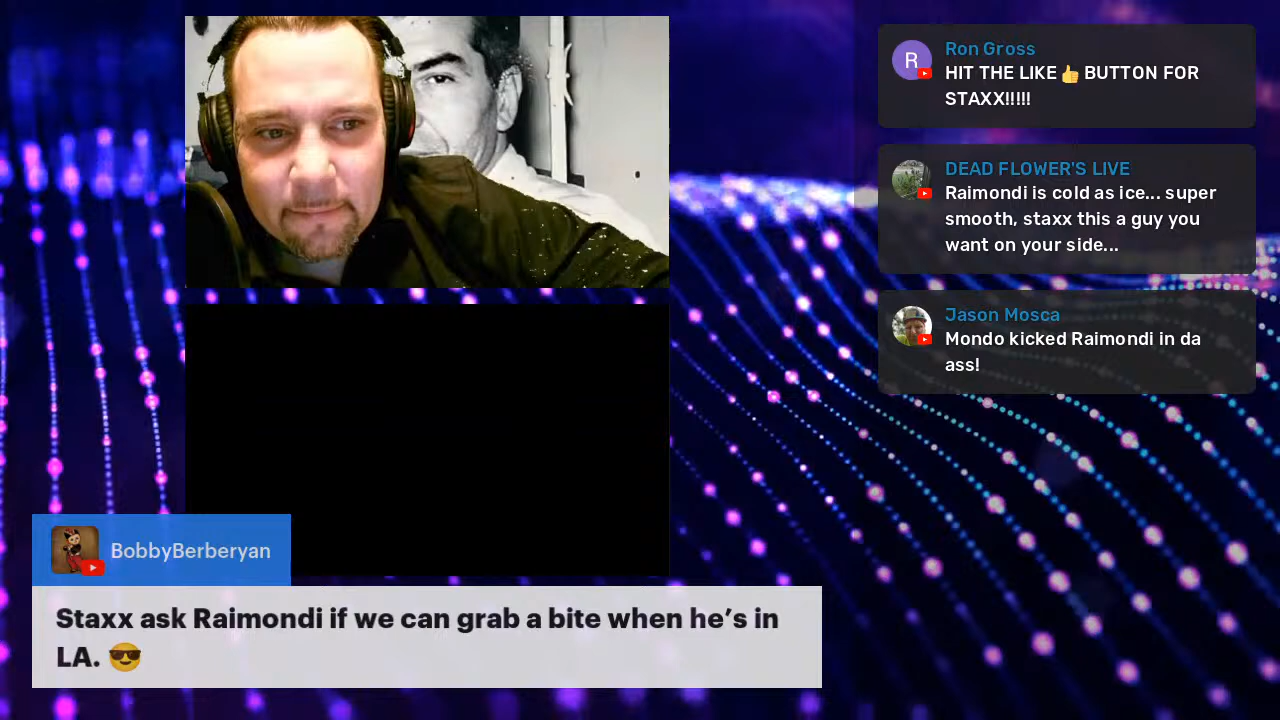 Ron Gross
HIT THE LIKE 👍 BUTTON FOR
STAXX!!!!!
DEAD FLOWER'S LIVE
Raimondi is cold as ice... super
smooth, staxx this a guy you
want on your side...
Jason Mosca
Mondo kicked Raimondi in da
ass!
R
BobbyBerberyan
Staxx ask Raimondi if we can grab a bite when he’s in
LA. 😎